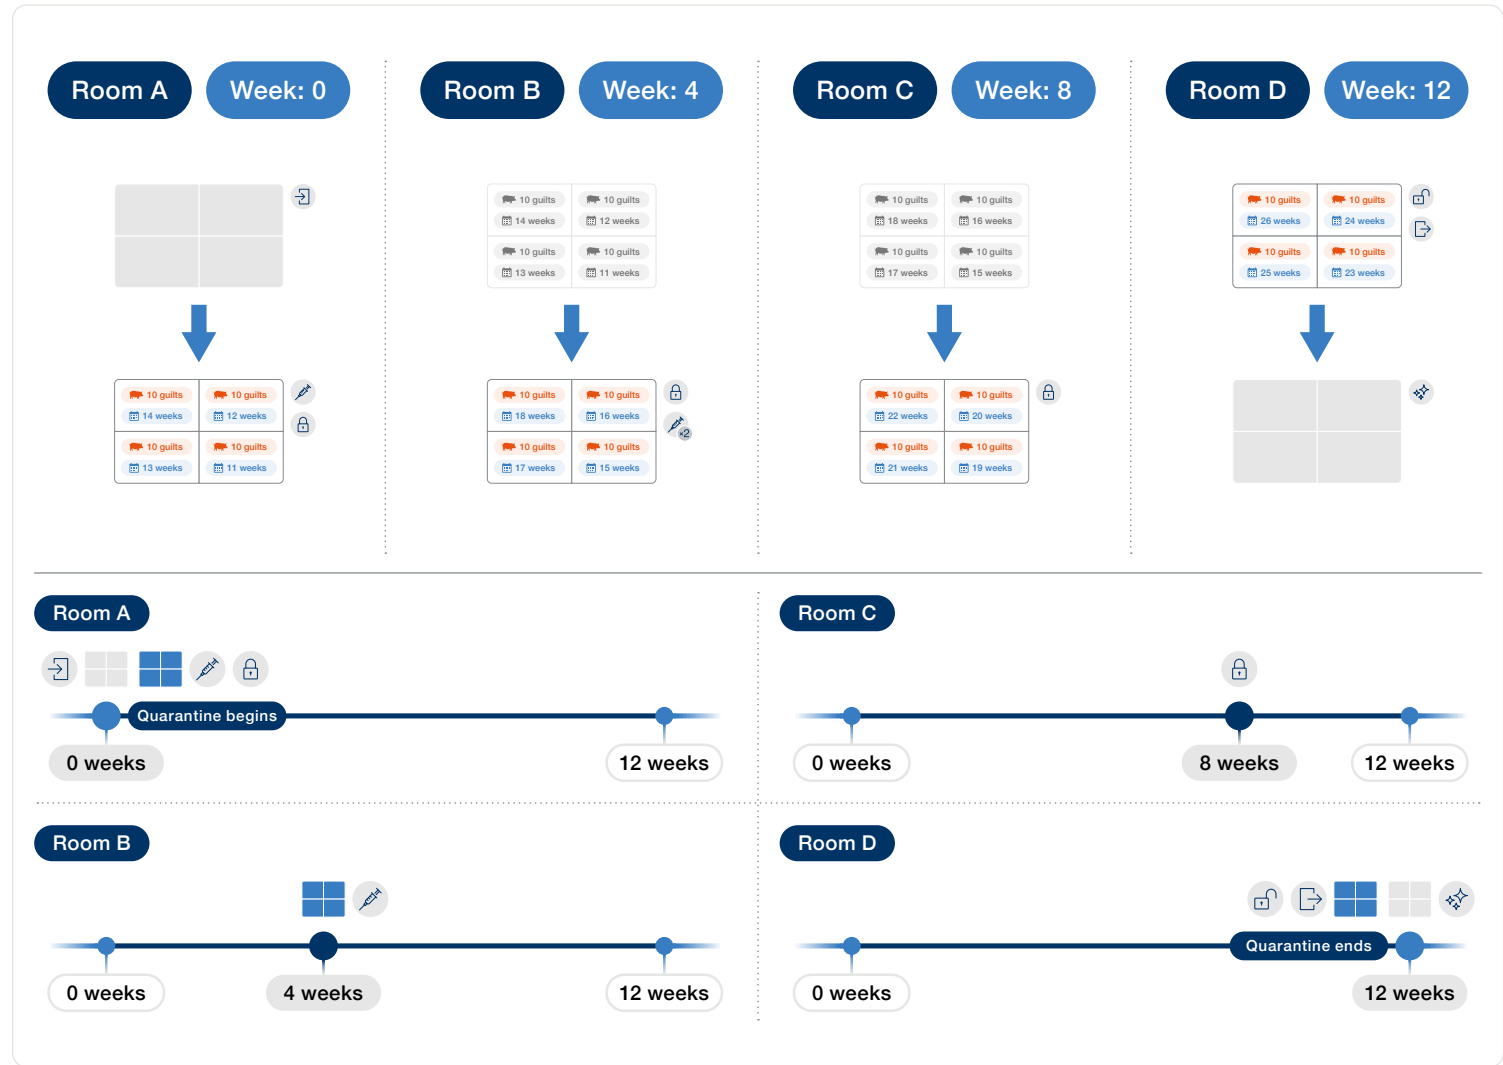 Room A Week: 0
Room B Week: 4
Room C Week: 8
Room D Week: 12
10 guilts 10 guilts
14 weeks 12 weeks
10 guilts 10 guilts
13 weeks 11 weeks
10 guilts 10 guilts
18 weeks 16 weeks
10 guilts 10 guilts
17 weeks 15 weeks
10 guilts 10 guilts
26 weeks 24 weeks
10 guilts 10 guilts
25 weeks 23 weeks
10 guilts 10 guilts
14 weeks 12 weeks
10 guilts 10 guilts
13 weeks 11 weeks
10 guilts 10 guilts
18 weeks 16 weeks
10 guilts 10 guilts
17 weeks 15 weeks
×2
10 guilts 10 guilts
22 weeks 20 weeks
10 guilts 10 guilts
21 weeks 19 weeks
Room A
Quarantine begins
0 weeks 12 weeks
Room C
0 weeks 8 weeks 12 weeks
Room B
0 weeks 4 weeks 12 weeks
Room D
Quarantine ends
0 weeks 12 weeks